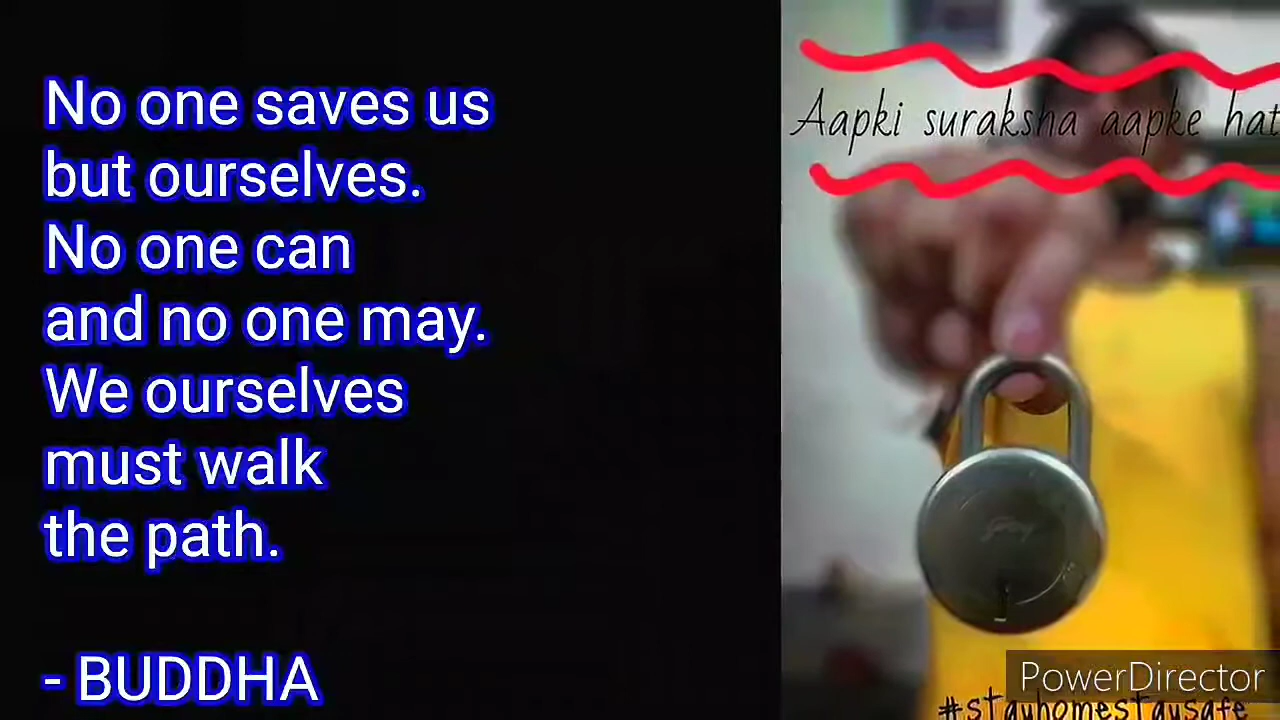 No one saves us
but ourselves.
No one can
and no one may.
We ourselves
must walk
the path.
- BUDDHA
Aapki suraksha aapke hat
Godrej
PowerDirector
#stayhomestaysafe